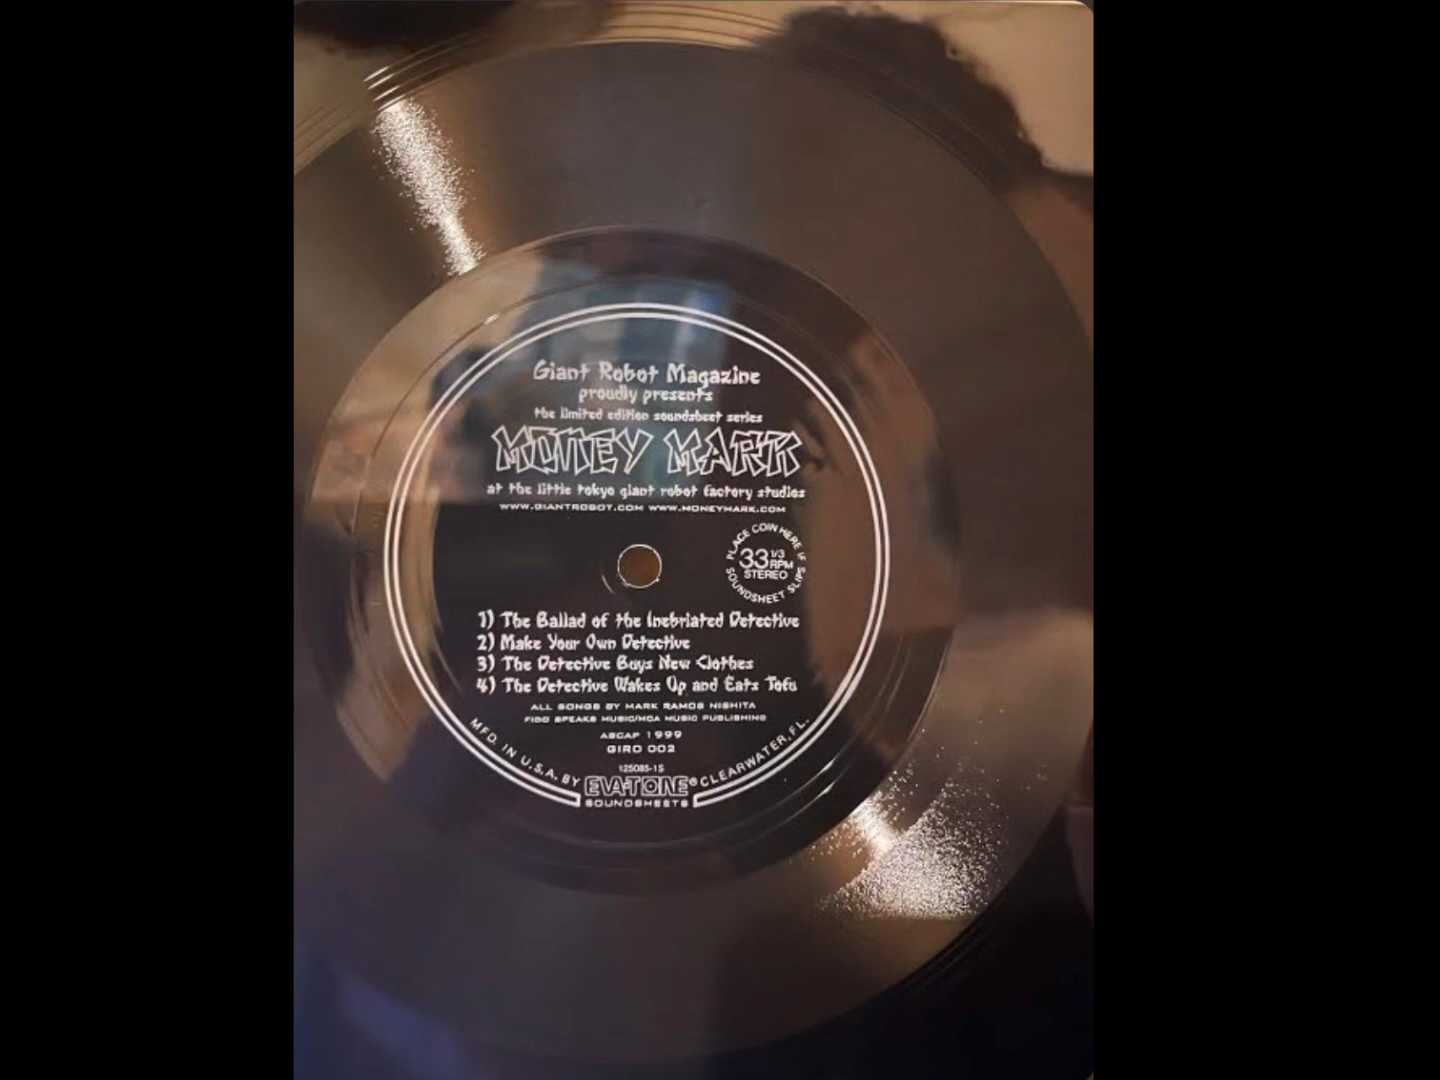 Giant Robot Magazine
proudly presents
the limited edition soundsheet series
MONEY MARK
at the little tokyo giant robot factory studios
WWW.GIANTROBOT.COM WWW.MONEYMARK.COM
PLACE COIN HERE IF
33 1/3
RPM
STEREO
SOUNDSHEET SLIPS
1) The Ballad of the Inebriated Detective
2) Make Your Own Detective
3) The Detective Buys New Clothes
4) The Detective Wakes Up and Eats Tofu
ALL SONGS BY MARK RAMOS NISHITA
FIDO SPEAKS MUSIC/MCA MUSIC PUBLISHING
ASCAP 1999
GIRO 002
125085-1S
MFD. IN U.S.A. BY EVA-TONE® CLEARWATER, FL.
SOUNDSHEETS